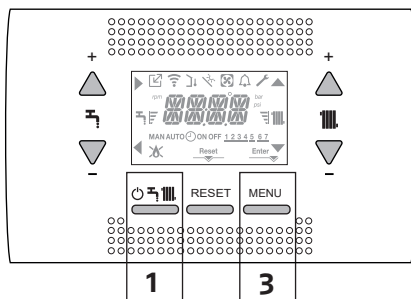 + +
rpm bar
psi
MAN AUTO ON OFF 1 2 3 4 5 6 7
Reset Enter
- -
RESET MENU
1 3